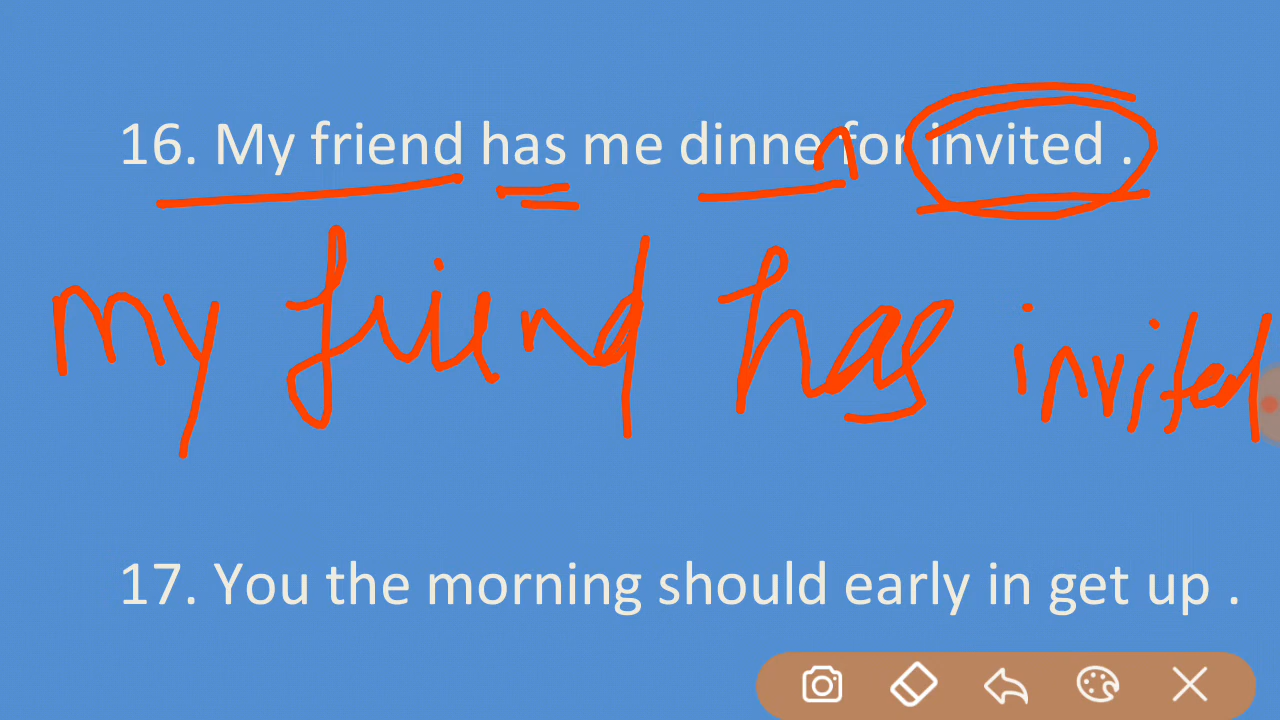 16. My friend has me dinner for invited .
my friend has invited
17. You the morning should early in get up .